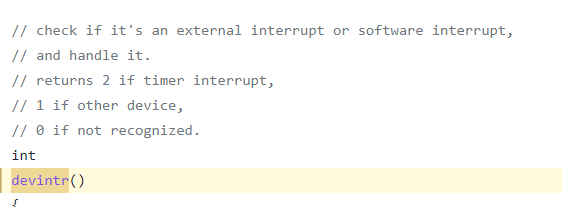 // check if it's an external interrupt or software interrupt,
// and handle it.
// returns 2 if timer interrupt,
// 1 if other device,
// 0 if not recognized.
int
devintr()
{